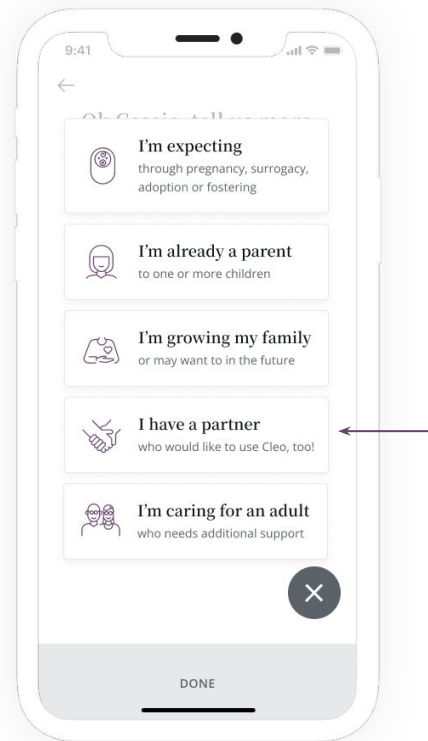 9:41
I'm expecting
through pregnancy, surrogacy,
adoption or fostering
I'm already a parent
to one or more children
I'm growing my family
or may want to in the future
I have a partner
who would like to use Cleo, too!
I'm caring for an adult
who needs additional support
DONE